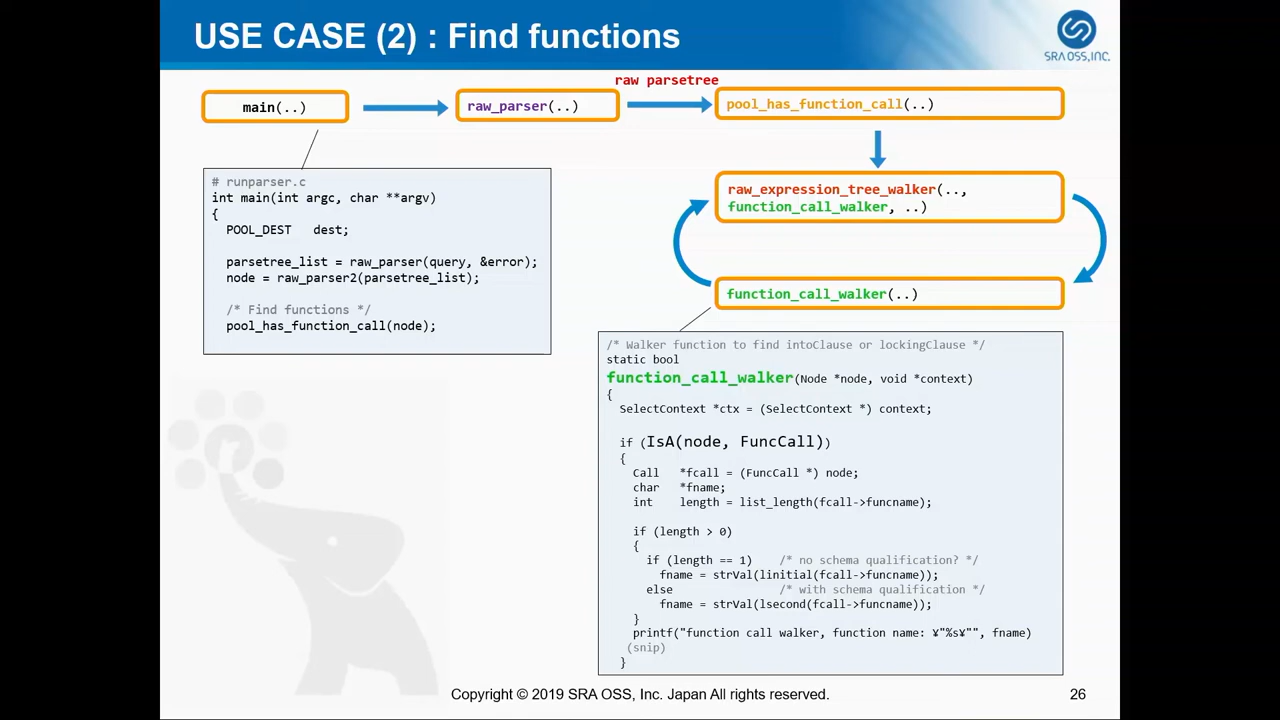 USE CASE (2) : Find functions
SRA OSS, INC.
raw parsetree
main(..)
raw_parser(..)
pool_has_function_call(..)
raw_expression_tree_walker(..,
function_call_walker, ..)
function_call_walker(..)
# runparser.c
int main(int argc, char **argv)
{
POOL_DEST dest;
parsetree_list = raw_parser(query, &error);
node = raw_parser2(parsetree_list);
/* Find functions */
pool_has_function_call(node);
/* Walker function to find intoClause or lockingClause */
static bool
function_call_walker(Node *node, void *context)
{
SelectContext *ctx = (SelectContext *) context;
if (IsA(node, FuncCall))
{
Call *fcall = (FuncCall *) node;
char *fname;
int length = list_length(fcall->funcname);
if (length > 0)
{
if (length == 1) /* no schema qualification? */
fname = strVal(linitial(fcall->funcname));
else /* with schema qualification */
fname = strVal(lsecond(fcall->funcname));
}
printf("function call walker, function name: ¥"%s¥"", fname)
(snip)
}
Copyright © 2019 SRA OSS, Inc. Japan All rights reserved.
26